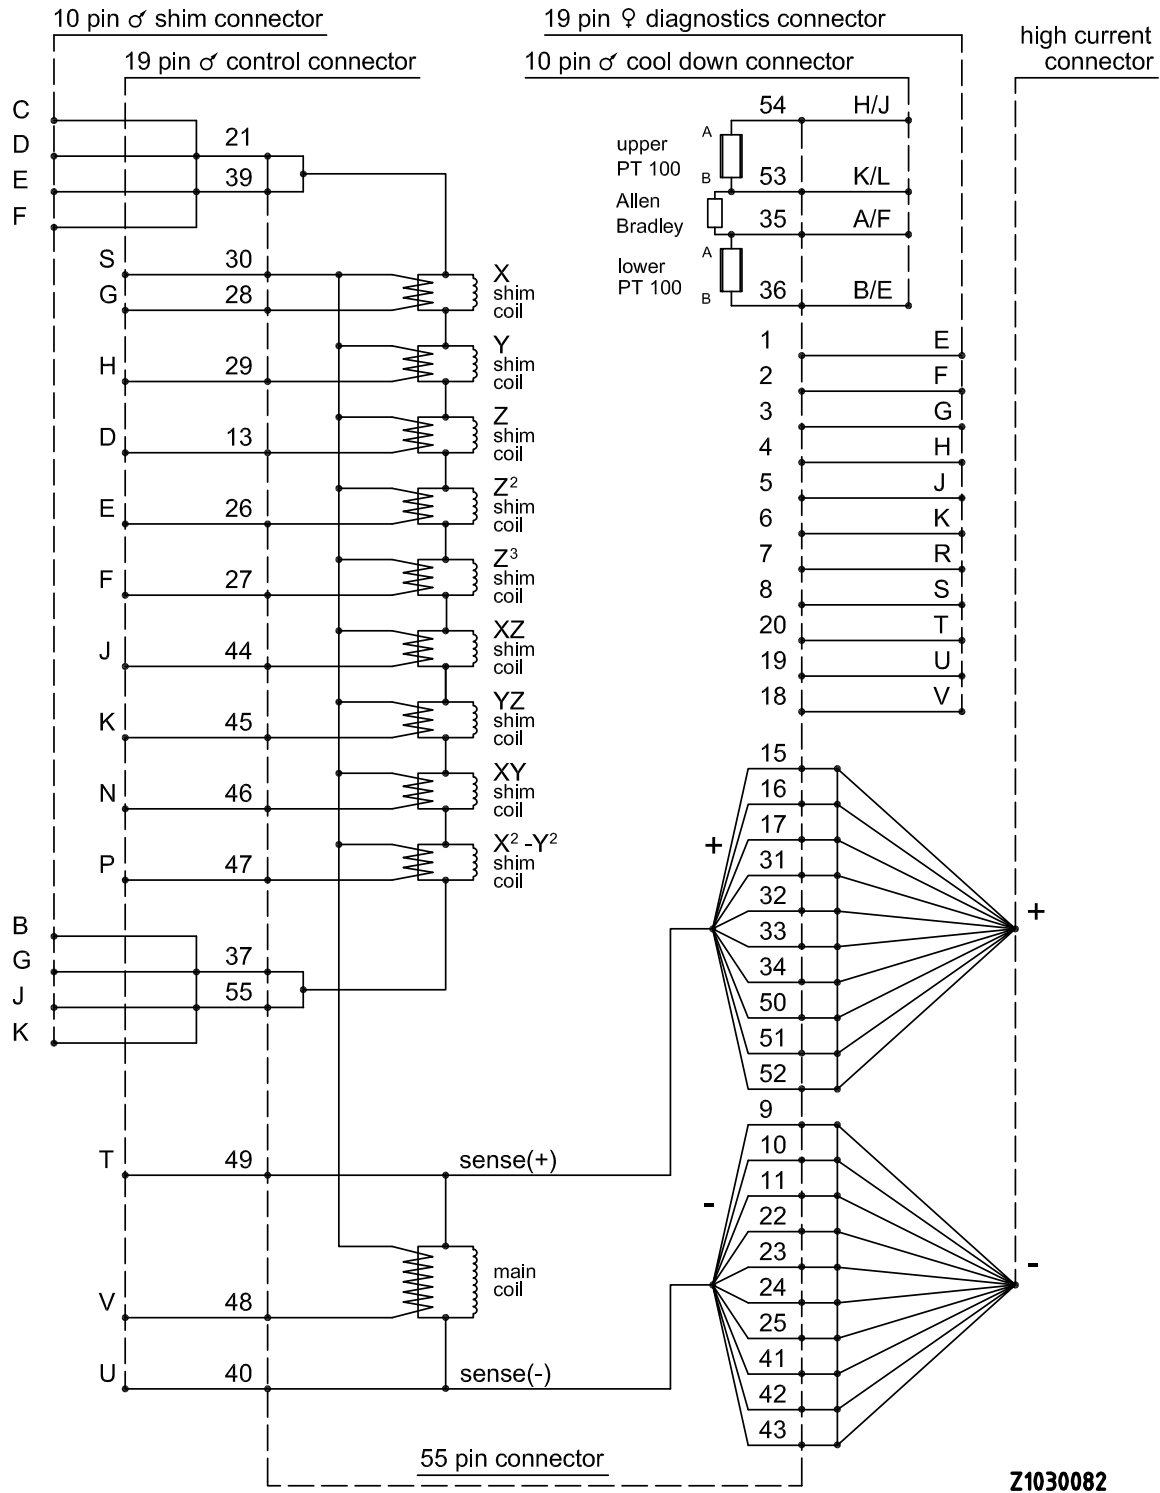 10 pin ♂ shim connector
19 pin ♀ diagnostics connector
high current
connector
19 pin ♂ control connector
10 pin ♂ cool down connector
C
D
E
F
21
39
S 30
G 28
X
shim
coil
H 29
Y
shim
coil
D 13
Z
shim
coil
E 26
Z²
shim
coil
F 27
Z³
shim
coil
J 44
XZ
shim
coil
K 45
YZ
shim
coil
N 46
XY
shim
coil
P 47
X² -Y²
shim
coil
B
G
J
K
37
55
T 49 sense(+)
main
coil
V 48
U 40 sense(-)
55 pin connector
54 H/J
upper
PT 100
A
B
53 K/L
Allen
Bradley
35 A/F
lower
PT 100
A
B
36 B/E
1 E
2 F
3 G
4 H
5 J
6 K
7 R
8 S
20 T
19 U
18 V
15
16
17
+
31
32
+
33
34
50
51
52
9
10
11
-
22
23
-
24
25
41
42
43
Z1030082